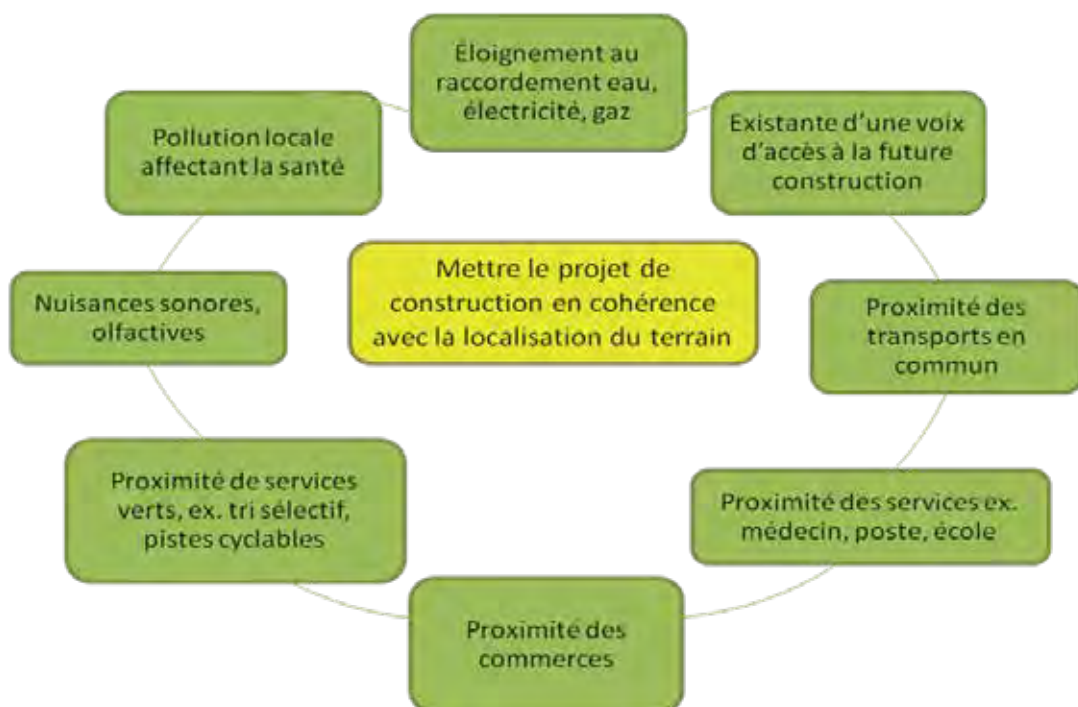 Éloignement au
raccordement eau,
électricité, gaz
Existante d'une voix
d'accès à la future
construction
Proximité des
transports en
commun
Proximité des services ex.
médecin, poste, école
Proximité des
commerces
Proximité de services
verts, ex. tri sélectif,
pistes cyclables
Nuisances sonores,
olfactives
Pollution locale
affectant la santé
Mettre le projet de
construction en cohérence
avec la localisation du terrain